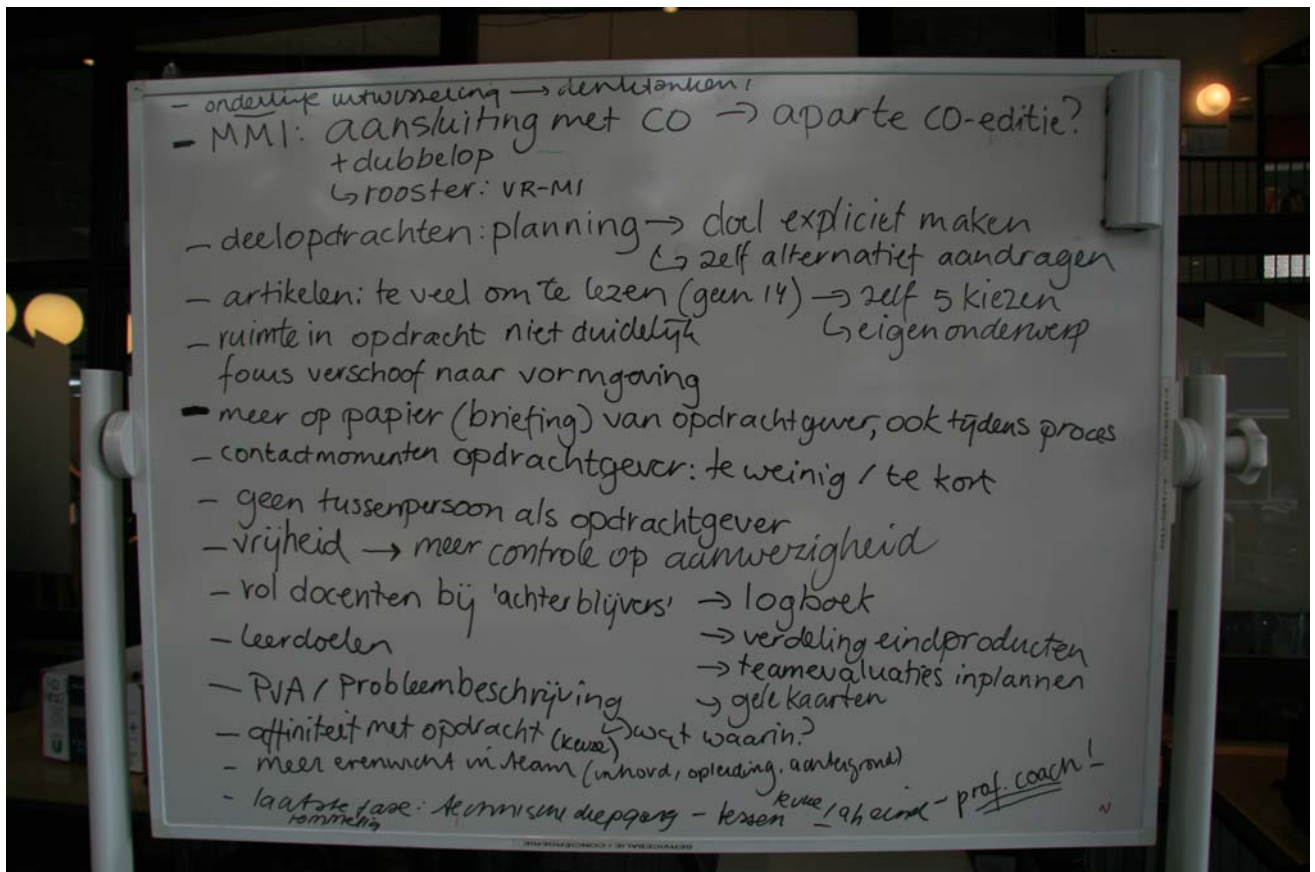 - onderlinge uitwisseling → denktanken!
- MMI: aansluiting met CO → aparte CO-editie?
+ dubbelop
↳ rooster: VR-MI
- deelopdrachten: planning → doel expliciet maken
↳ zelf alternatief aandragen
- artikelen: te veel om te lezen (geen 14) → zelf 5 kiezen
↳ eigen onderwerp
- ruimte in opdracht niet duidelijk
focus verschoof naar vormgeving
- meer op papier (briefing) van opdrachtgever, ook tijdens proces
- contactmomenten opdrachtgever: te weinig / te kort
- geen tussenpersoon als opdrachtgever
- vrijheid → meer controle op aanwezigheid
- rol docenten bij 'achterblijvers' → logboek
- leerdoelen → verdeling eindproducten
→ teamevaluaties inplannen
- PvA / Probleembeschrijving → gele kaarten
↳ wat waarin?
- affiniteit met opdracht (keuze)
- meer evenwicht in team (inhoud, opleiding, achtergrond)
- laatste fase: technische diepgang - lessen keuze / einde - prof. coach!
rommelig
SERVICEBALIE / CONCIERGERIE